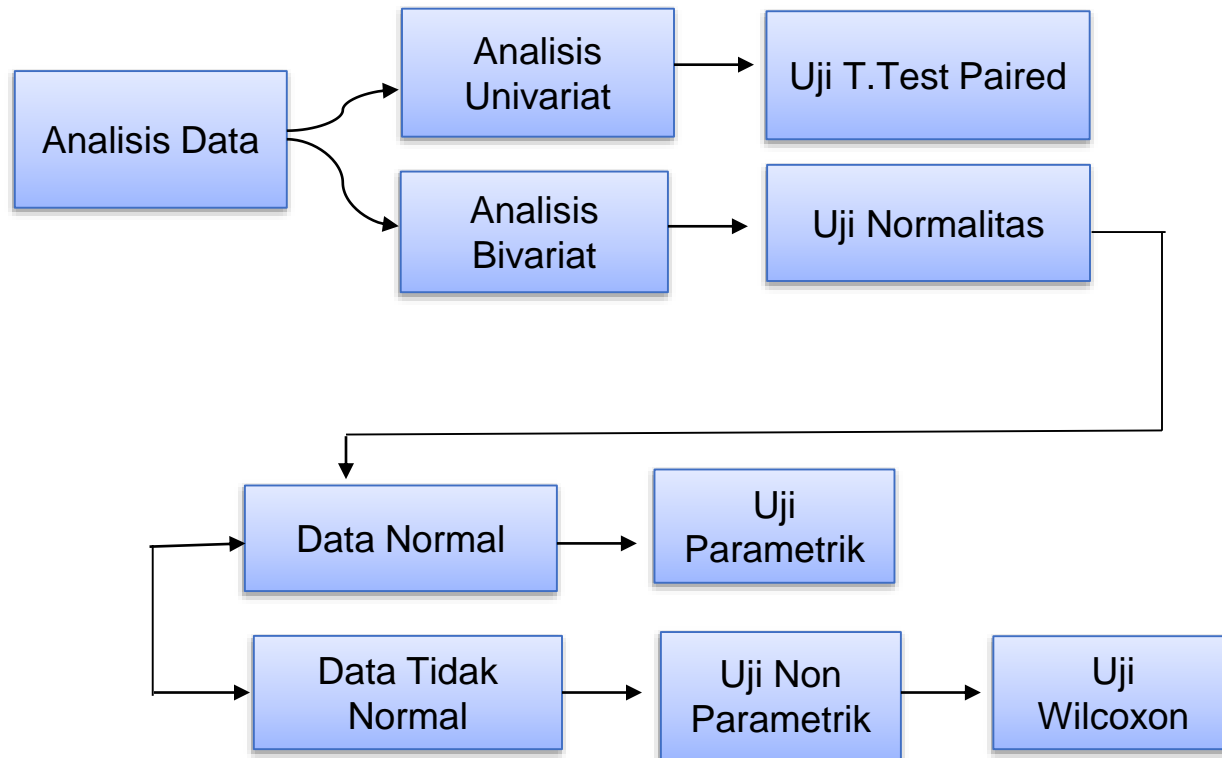 Analisis Data
Analisis
Univariat
Uji T.Test Paired
Analisis
Bivariat
Uji Normalitas
Data Normal
Uji
Parametrik
Data Tidak
Normal
Uji Non
Parametrik
Uji
Wilcoxon